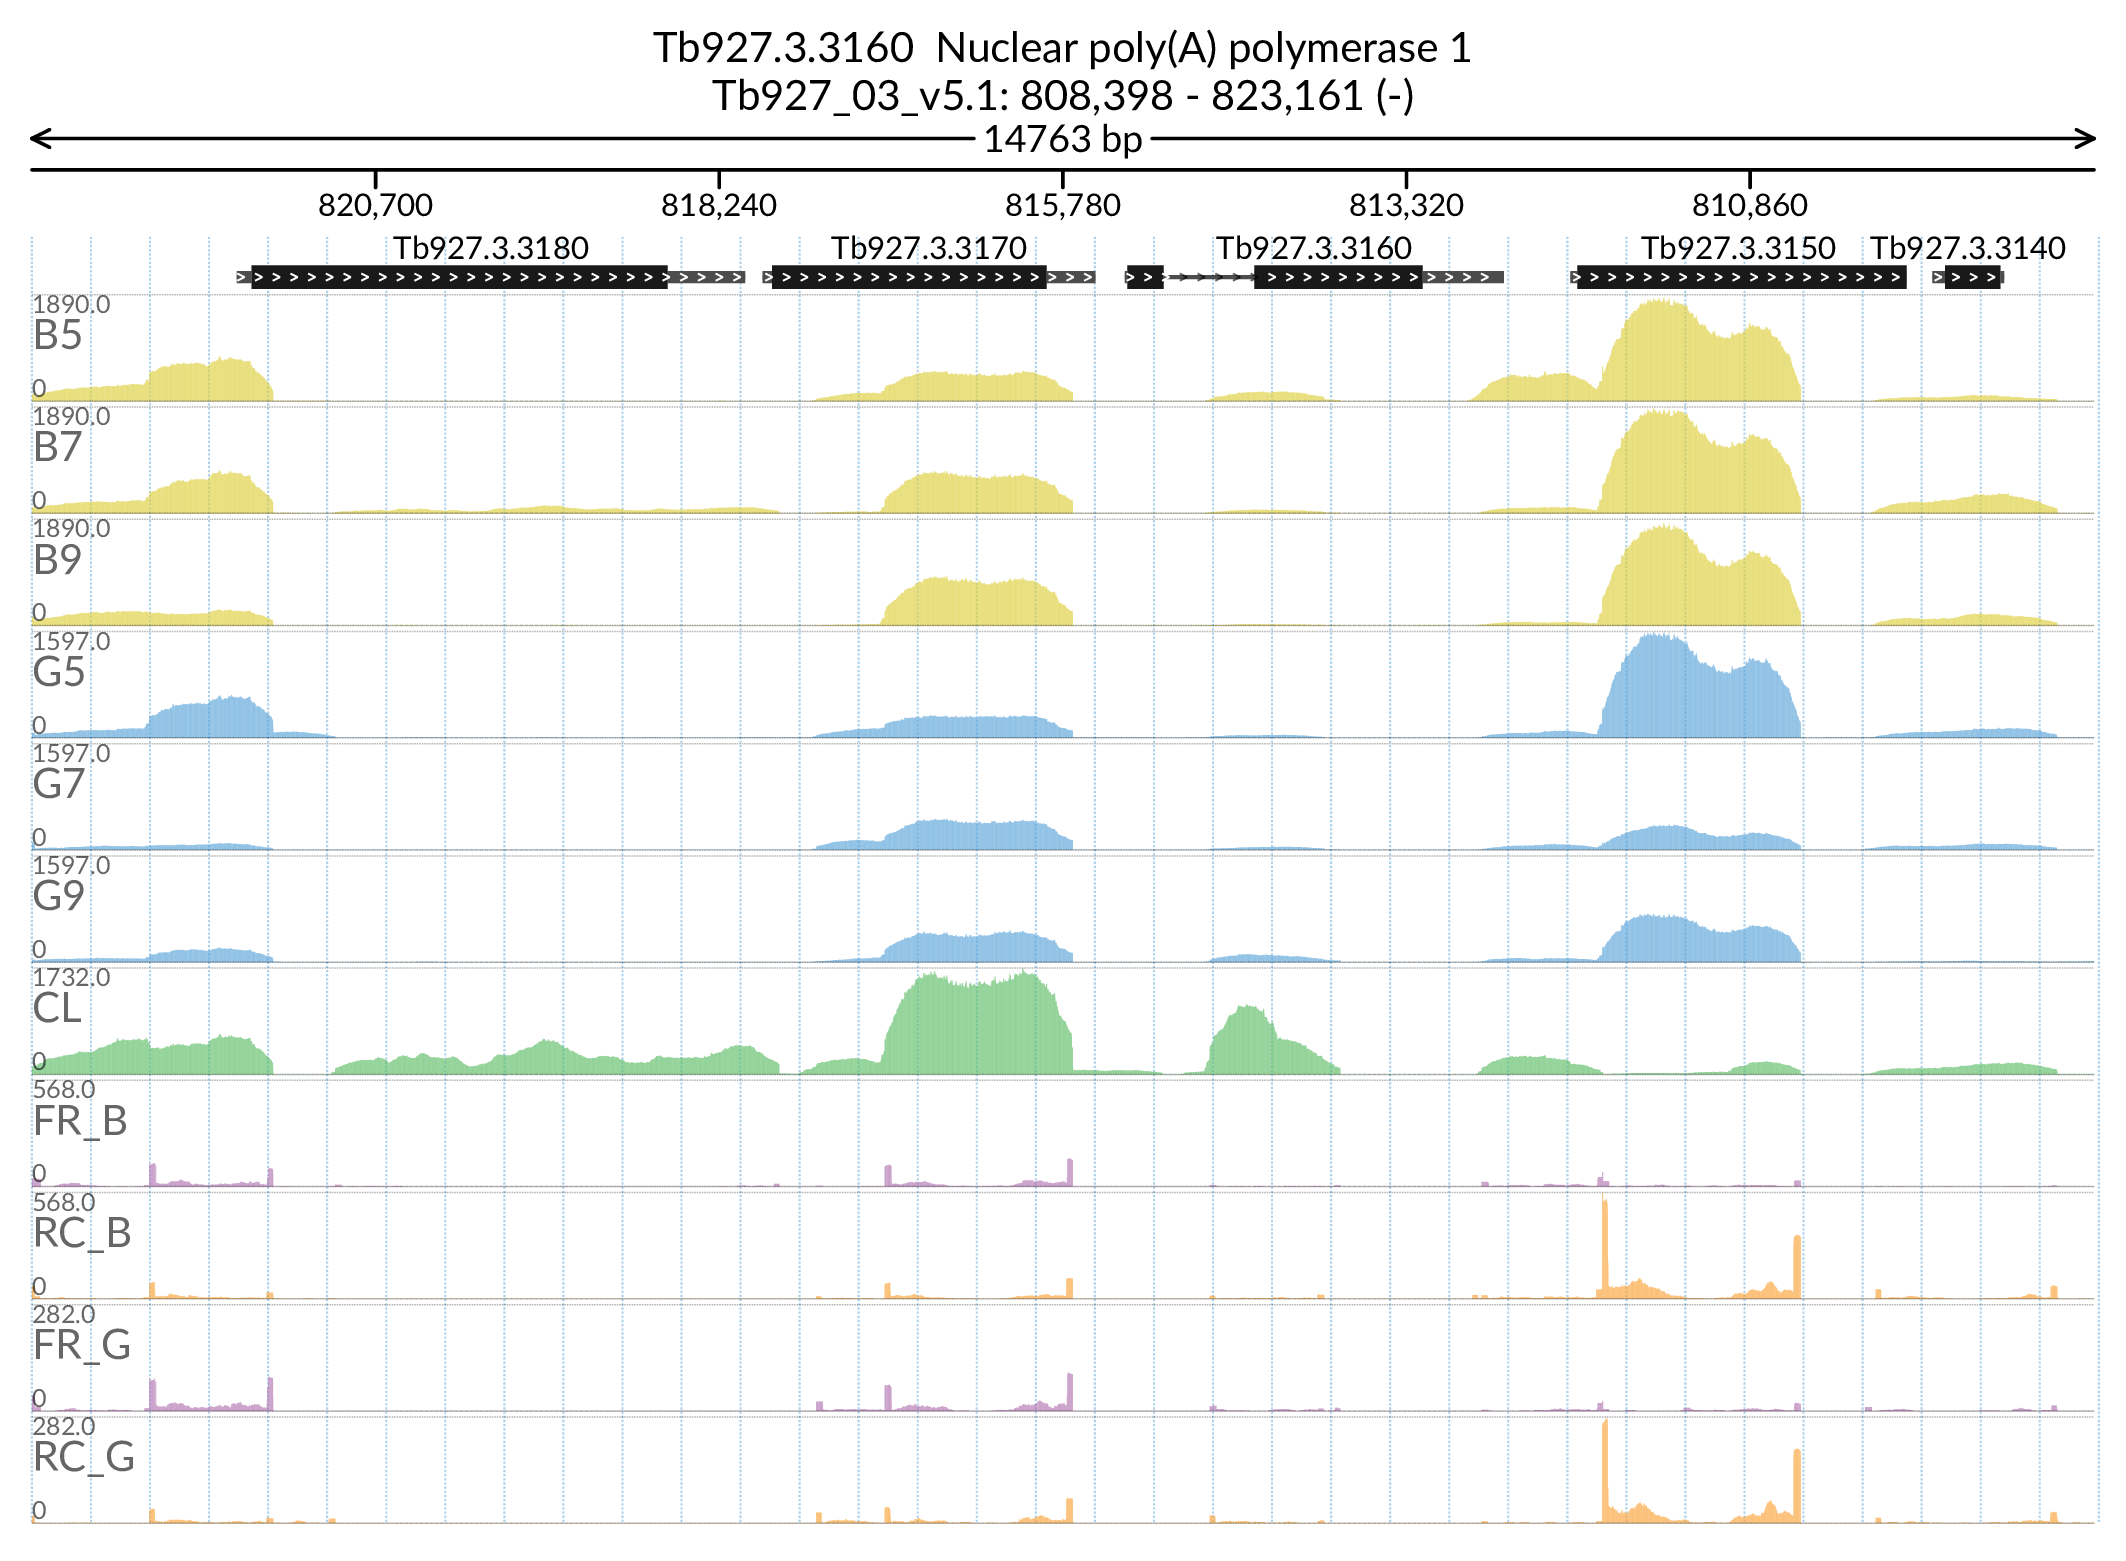 Tb927.3.3160  Nuclear poly(A) polymerase 1
Tb927_03_v5.1: 808,398 - 823,161 (-)
14763 bp
820,700 818,240 815,780 813,320 810,860
Tb927.3.3180 Tb927.3.3170 Tb927.3.3160 Tb927.3.3150 Tb927.3.3140
1890.0
B5
0
1890.0
B7
0
1890.0
B9
0
1597.0
G5
0
1597.0
G7
0
1597.0
G9
0
1732.0
CL
0
568.0
FR_B
0
568.0
RC_B
0
282.0
FR_G
0
282.0
RC_G
0